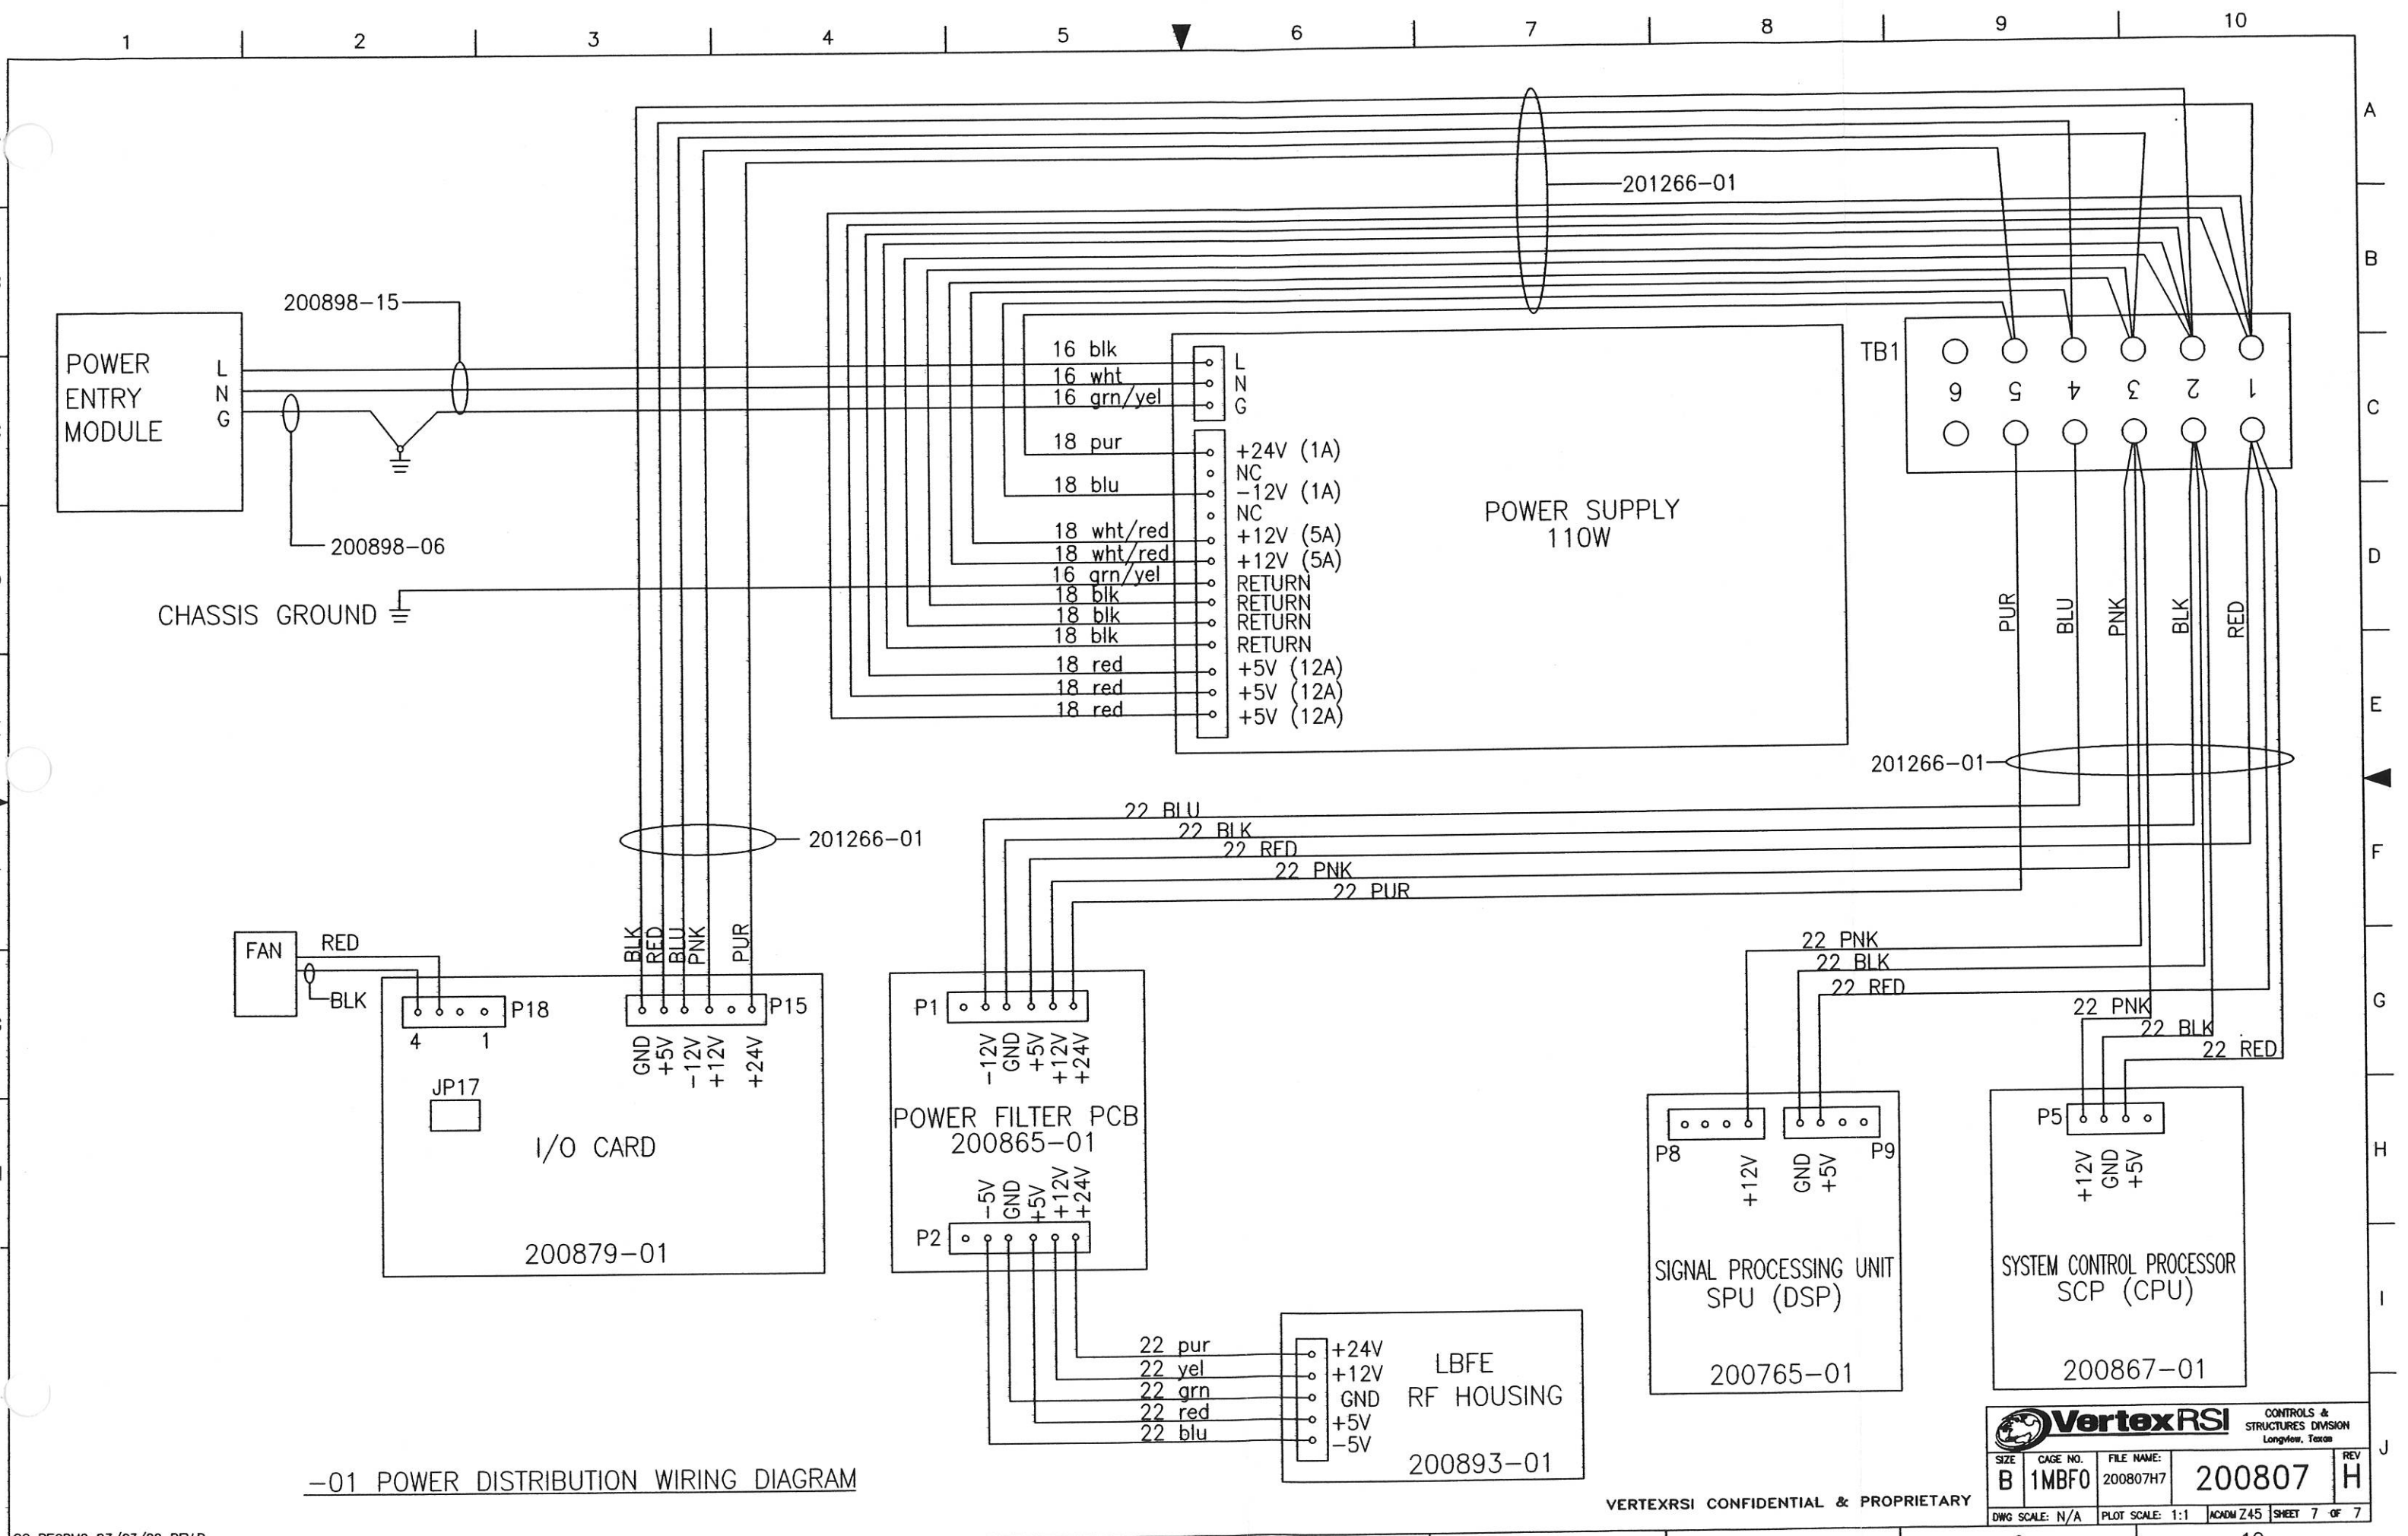 1 2 3 4 5 6 7 8 9 10
A
B
C
D
E
F
G
H
I
J
201266-01
200898-15
POWER
ENTRY
MODULE
L
N
G
200898-06
CHASSIS GROUND
16 blk
16 wht
16 grn/yel
18 pur
18 blu
18 wht/red
18 wht/red
16 grn/yel
18 blk
18 blk
18 blk
18 red
18 red
18 red
L
N
G
+24V (1A)
NC
-12V (1A)
NC
+12V (5A)
+12V (5A)
RETURN
RETURN
RETURN
RETURN
+5V (12A)
+5V (12A)
+5V (12A)
POWER SUPPLY
110W
TB1
6 5 4 3 2 1
PUR
BLU
PNK
BLK
RED
201266-01
201266-01
22 BLU
22 BLK
22 RED
22 PNK
22 PUR
FAN
RED
BLK
BLK
RED
BLU
PNK
PUR
P18
4 1
P15
GND
+5V
-12V
+12V
+24V
JP17
I/O CARD
200879-01
P1
-12V
GND
+5V
+12V
+24V
POWER FILTER PCB
200865-01
-5V
GND
+5V
+12V
+24V
P2
22 pur
22 yel
22 grn
22 red
22 blu
+24V
+12V
GND
+5V
-5V
LBFE
RF HOUSING
200893-01
22 PNK
22 BLK
22 RED
P8
P9
+12V
GND
+5V
SIGNAL PROCESSING UNIT
SPU (DSP)
200765-01
22 PNK
22 BLK
22 RED
P5
+12V
GND
+5V
SYSTEM CONTROL PROCESSOR
SCP (CPU)
200867-01
-01 POWER DISTRIBUTION WIRING DIAGRAM
VERTEXRSI CONFIDENTIAL & PROPRIETARY
VertexRSI
CONTROLS &
STRUCTURES DIVISION
Longview, Texas
SIZE
B
CAGE NO.
1MBF0
FILE NAME:
200807H7
200807
REV
H
DWG SCALE: N/A
PLOT SCALE: 1:1
ACADM Z45
SHEET 7 OF 7